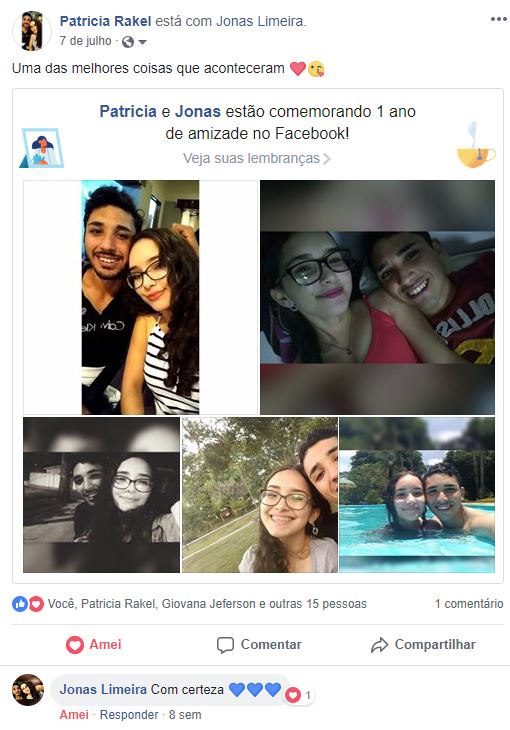 Patricia Rakel está com Jonas Limeira.
7 de julho ·
Uma das melhores coisas que aconteceram ❤️😘
Patricia e Jonas estão comemorando 1 ano
de amizade no Facebook!
Veja suas lembranças
Você, Patricia Rakel, Giovana Jeferson e outras 15 pessoas
1 comentário
Amei
Comentar
Compartilhar
Jonas Limeira Com certeza 💙💙💙
1
Amei · Responder · 8 sem